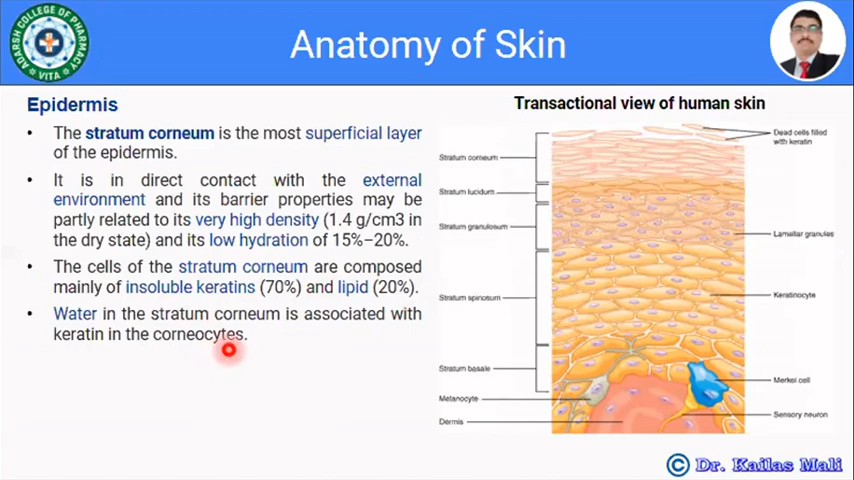 ADARSH COLLEGE OF PHARMACY
VITA
Anatomy of Skin
Epidermis
• The stratum corneum is the most superficial layer
of the epidermis.
• It is in direct contact with the external
environment and its barrier properties may be
partly related to its very high density (1.4 g/cm3 in
the dry state) and its low hydration of 15%–20%.
• The cells of the stratum corneum are composed
mainly of insoluble keratins (70%) and lipid (20%).
• Water in the stratum corneum is associated with
keratin in the corneocytes.
Transactional view of human skin
Stratum corneum
Stratum lucidum
Stratum granulosum
Stratum spinosum
Stratum basale
Melanocyte
Dermis
Dead cells filled
with keratin
Lamellar granules
Keratinocyte
Merkel cell
Sensory neuron
© Dr. Kailas Mali